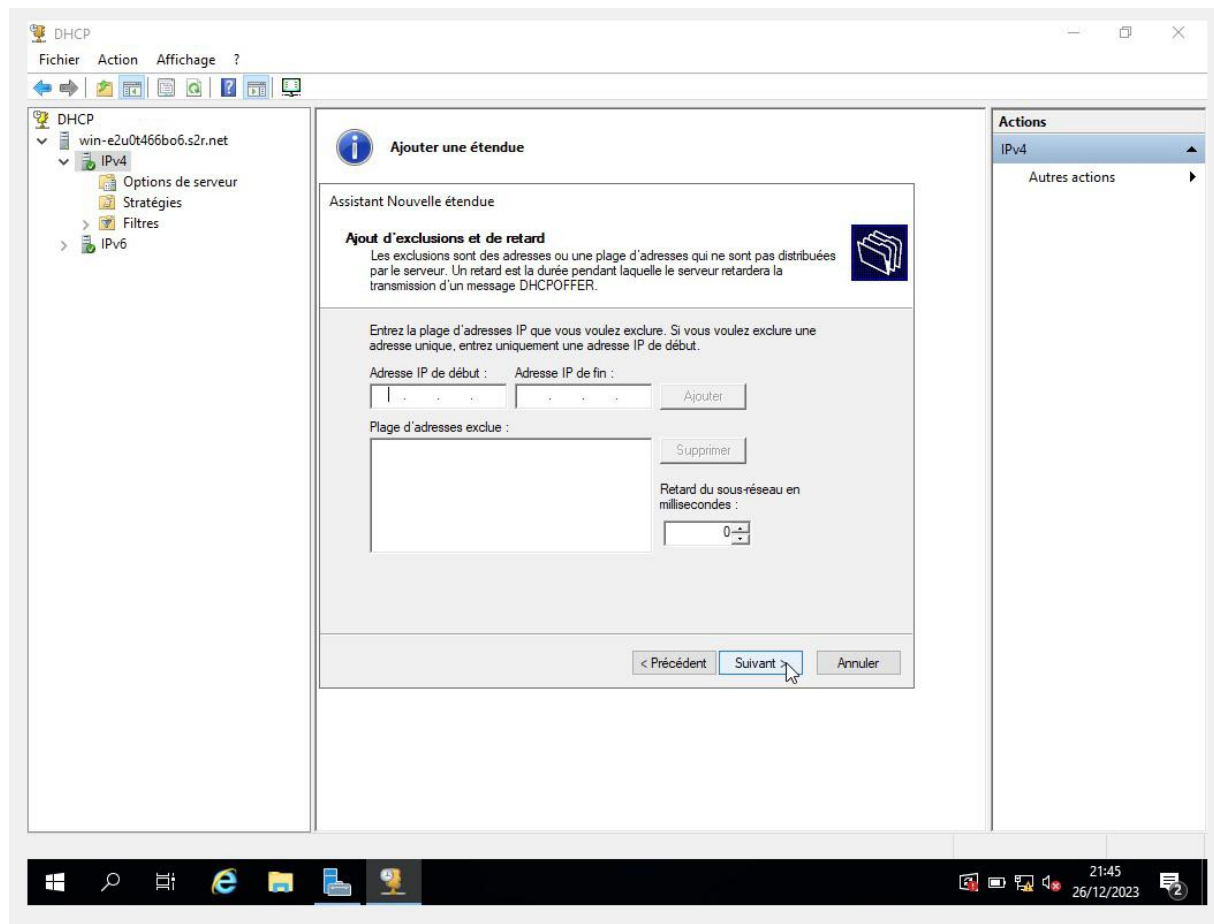 DHCP
Fichier Action Affichage ?
DHCP
win-e2u0t466bo6.s2r.net
IPv4
Options de serveur
Stratégies
Filtres
IPv6
Ajouter une étendue
Assistant Nouvelle étendue
Ajout d'exclusions et de retard
Les exclusions sont des adresses ou une plage d'adresses qui ne sont pas distribuées
par le serveur. Un retard est la durée pendant laquelle le serveur retardera la
transmission d'un message DHCPOFFER.
Entrez la plage d'adresses IP que vous voulez exclure. Si vous voulez exclure une
adresse unique, entrez uniquement une adresse IP de début.
Adresse IP de début : Adresse IP de fin :
Ajouter
Plage d'adresses exclue :
Supprimer
Retard du sous-réseau en
millisecondes :
0
< Précédent Suivant > Annuler
Actions
IPv4
Autres actions
21:45
26/12/2023
2